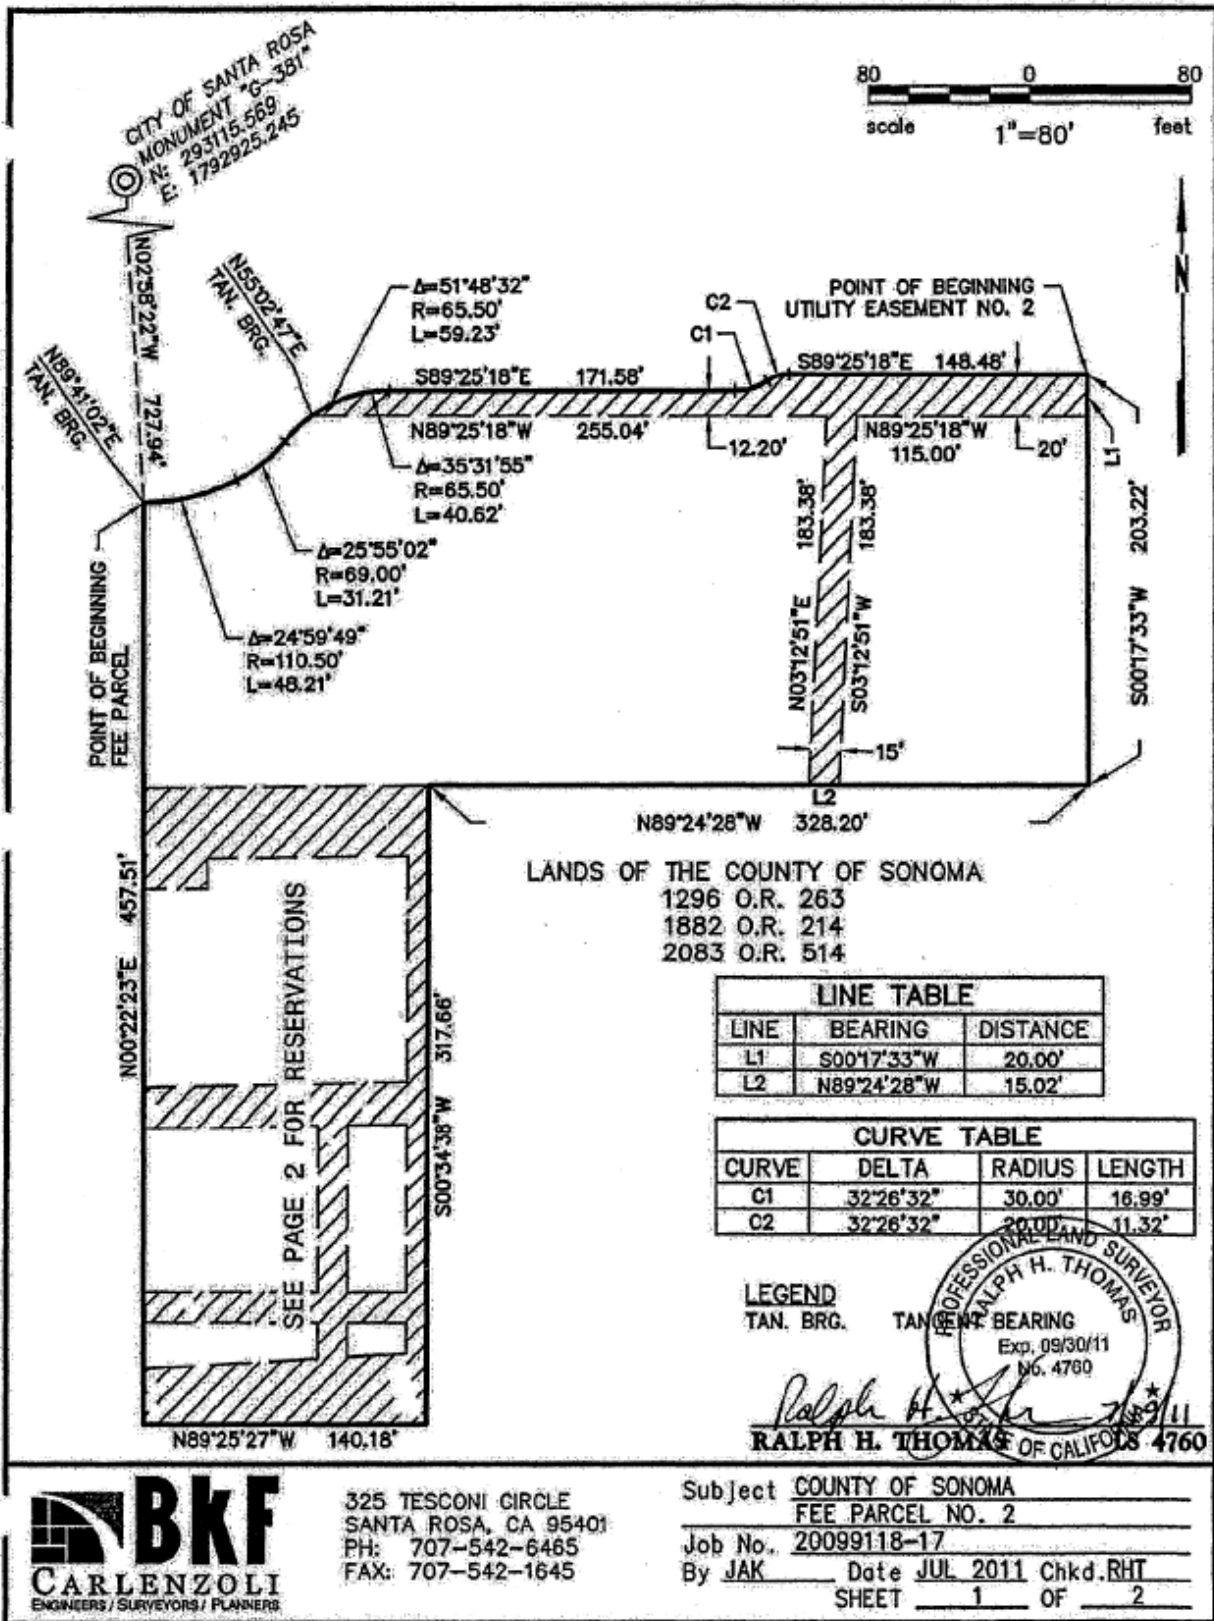 CITY OF SANTA ROSA
MONUMENT "G-381"
N: 293115.569
E: 1792925.245
80 0 80
scale 1"=80' feet
N
N02°58'22"W 727.94'
N55°02'47"E
TAN. BRG.
N89°41'02"E
TAN. BRG.
Δ=51°48'32"
R=65.50'
L=59.23'
C2
C1
POINT OF BEGINNING
UTILITY EASEMENT NO. 2
S89°25'18"E 171.58'
S89°25'18"E 148.48'
N89°25'18"W 255.04'
12.20'
N89°25'18"W
115.00'
20'
L1
Δ=35°31'55"
R=65.50'
L=40.62'
Δ=25°55'02"
R=69.00'
L=31.21'
Δ=24°59'49"
R=110.50'
L=48.21'
POINT OF BEGINNING
FEE PARCEL
N03°12'51"E 183.38'
S03°12'51"W 183.38'
S00°17'33"W 203.22'
15'
L2
N89°24'28"W 328.20'
LANDS OF THE COUNTY OF SONOMA
1296 O.R. 263
1882 O.R. 214
2083 O.R. 514
N00°22'23"E 457.51'
SEE PAGE 2 FOR RESERVATIONS
S00°34'38"W 317.66'
N89°25'27"W 140.18'
LINE TABLE
LINE BEARING DISTANCE
L1 S00°17'33"W 20.00'
L2 N89°24'28"W 15.02'
CURVE TABLE
CURVE DELTA RADIUS LENGTH
C1 32°26'32" 30.00' 16.99'
C2 32°26'32" 20.00' 11.32'
LEGEND
TAN. BRG. TANGENT BEARING
PROFESSIONAL LAND SURVEYOR
RALPH H. THOMAS
Exp. 09/30/11
No. 4760
STATE OF CALIFORNIA
Ralph H.
RALPH H. THOMAS LS 4760
BKF
CARLENZOLI
ENGINEERS / SURVEYORS / PLANNERS
325 TESCONI CIRCLE
SANTA ROSA, CA 95401
PH: 707-542-6465
FAX: 707-542-1645
Subject COUNTY OF SONOMA
FEE PARCEL NO. 2
Job No. 20099118-17
By JAK Date JUL 2011 Chkd.RHT
SHEET 1 OF 2